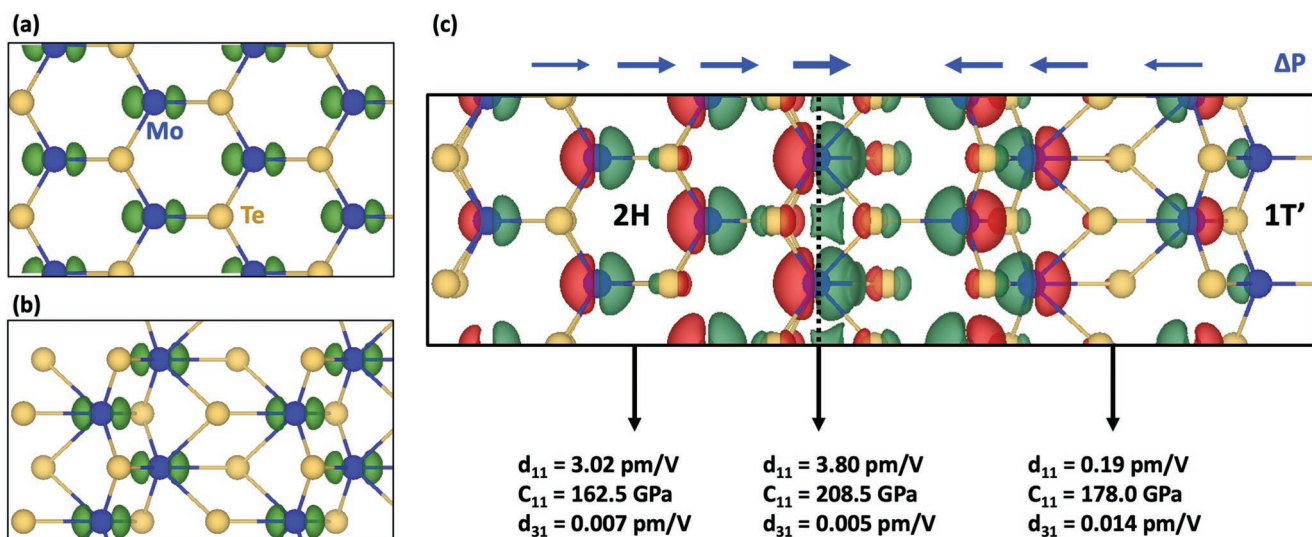 (a)
Mo
Te
(b)
(c)
ΔP
2H
1T’
d₁₁ = 3.02 pm/V
C₁₁ = 162.5 GPa
d₃₁ = 0.007 pm/V
d₁₁ = 3.80 pm/V
C₁₁ = 208.5 GPa
d₃₁ = 0.005 pm/V
d₁₁ = 0.19 pm/V
C₁₁ = 178.0 GPa
d₃₁ = 0.014 pm/V